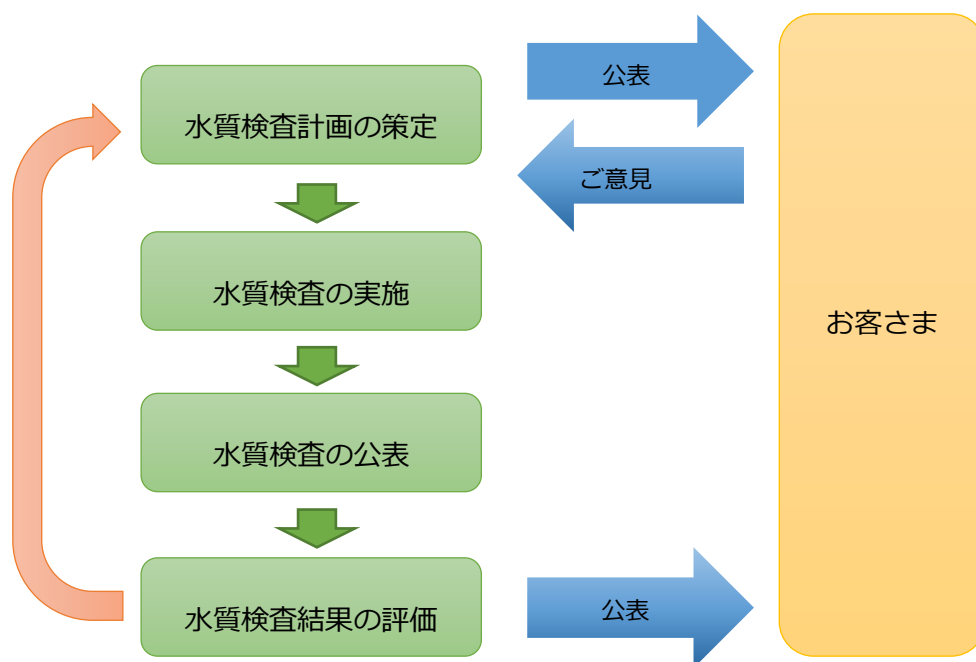 公表
水質検査計画の策定
ご意見
水質検査の実施
お客さま
水質検査の公表
水質検査結果の評価
公表